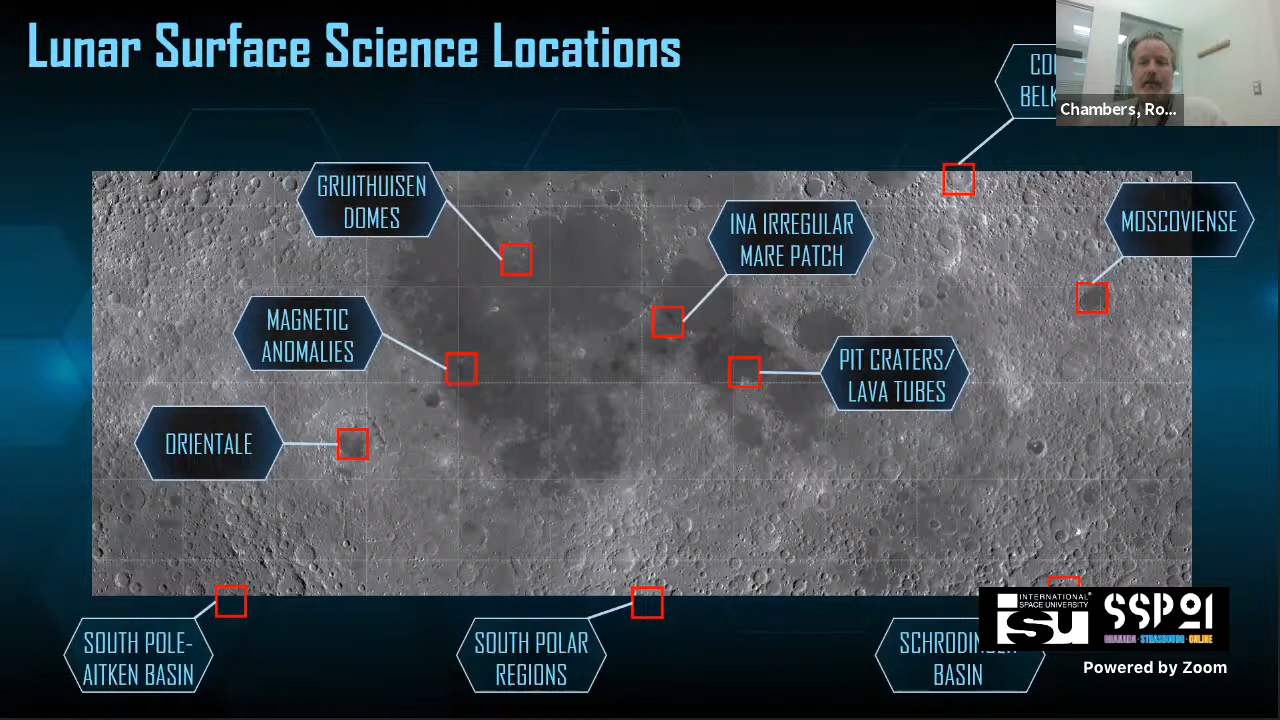 Lunar Surface Science Locations
Chambers, Ro...
GRUITHUISEN
DOMES
INA IRREGULAR
MARE PATCH
MOSCOVIENSE
MAGNETIC
ANOMALIES
PIT CRATERS/
LAVA TUBES
ORIENTALE
SOUTH POLE-
AITKEN BASIN
SOUTH POLAR
REGIONS
BASIN
INTERNATIONAL
SPACE UNIVERSITY
isu
SSP21
GRANADA · STRASBOURG · ONLINE
Powered by Zoom